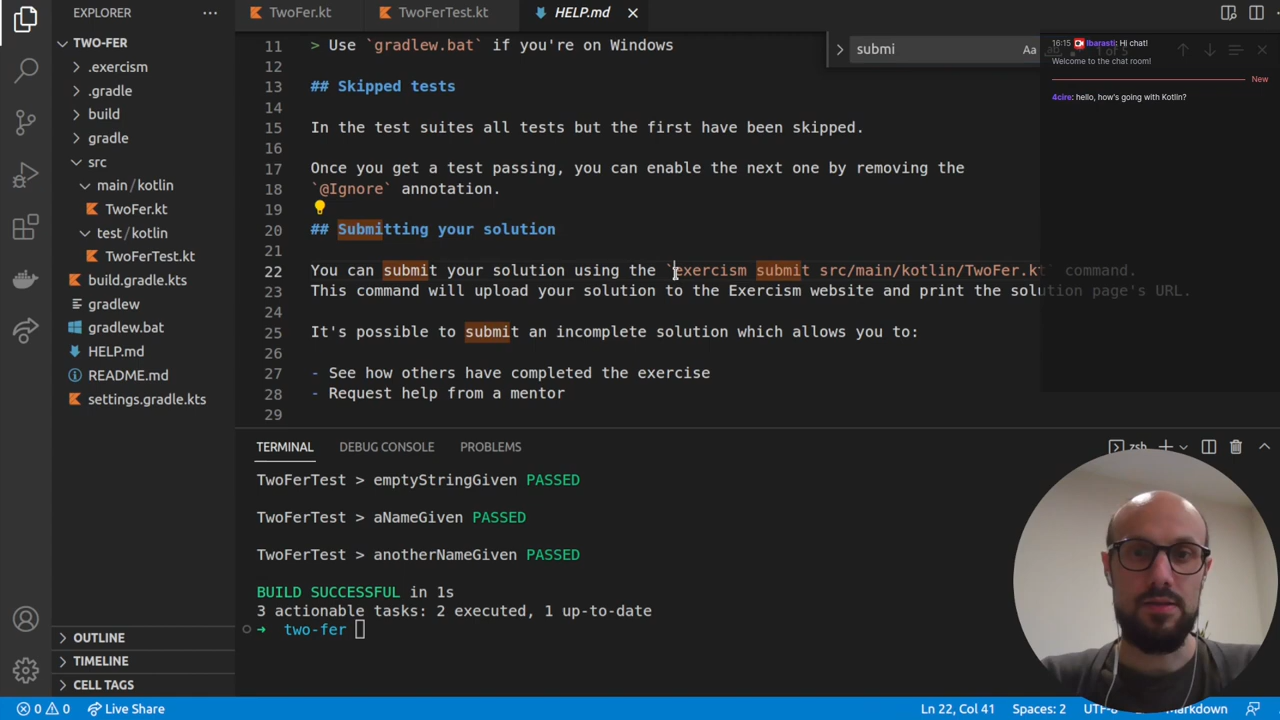 EXPLORER
TwoFer.kt
TwoFerTest.kt
HELP.md
TWO-FER
.exercism
.gradle
build
gradle
src
main / kotlin
TwoFer.kt
test / kotlin
TwoFerTest.kt
build.gradle.kts
gradlew
gradlew.bat
HELP.md
README.md
settings.gradle.kts
OUTLINE
TIMELINE
CELL TAGS
submi
Aa
ab
1 of 5
16:15 lbarasti: Hi chat!
Welcome to the chat room!
New
4cire: hello, how's going with Kotlin?
11 > Use `gradlew.bat` if you're on Windows
12
13 ## Skipped tests
14
15 In the test suites all tests but the first have been skipped.
16
17 Once you get a test passing, you can enable the next one by removing the
18 `@Ignore` annotation.
19
20 ## Submitting your solution
21
22 You can submit your solution using the `exercism submit src/main/kotlin/TwoFer.kt` command.
23 This command will upload your solution to the Exercism website and print the solution page's URL.
24
25 It's possible to submit an incomplete solution which allows you to:
26
27 - See how others have completed the exercise
28 - Request help from a mentor
29
TERMINAL DEBUG CONSOLE PROBLEMS
zsh
TwoFerTest > emptyStringGiven PASSED
TwoFerTest > aNameGiven PASSED
TwoFerTest > anotherNameGiven PASSED
BUILD SUCCESSFUL in 1s
3 actionable tasks: 2 executed, 1 up-to-date
➜ two-fer
0 0 Live Share
Ln 22, Col 41 Spaces: 2 UTF-8 Markdown